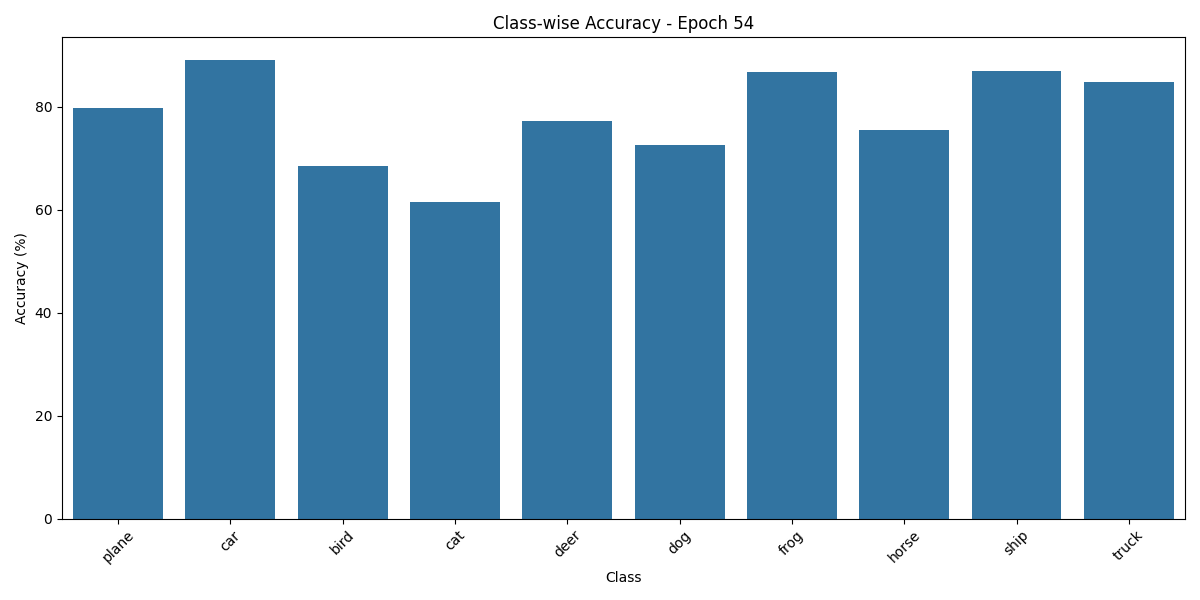 Class-wise Accuracy - Epoch 54
Accuracy (%)
80
60
40
20
0
plane
car
bird
cat
deer
dog
frog
horse
ship
truck
Class